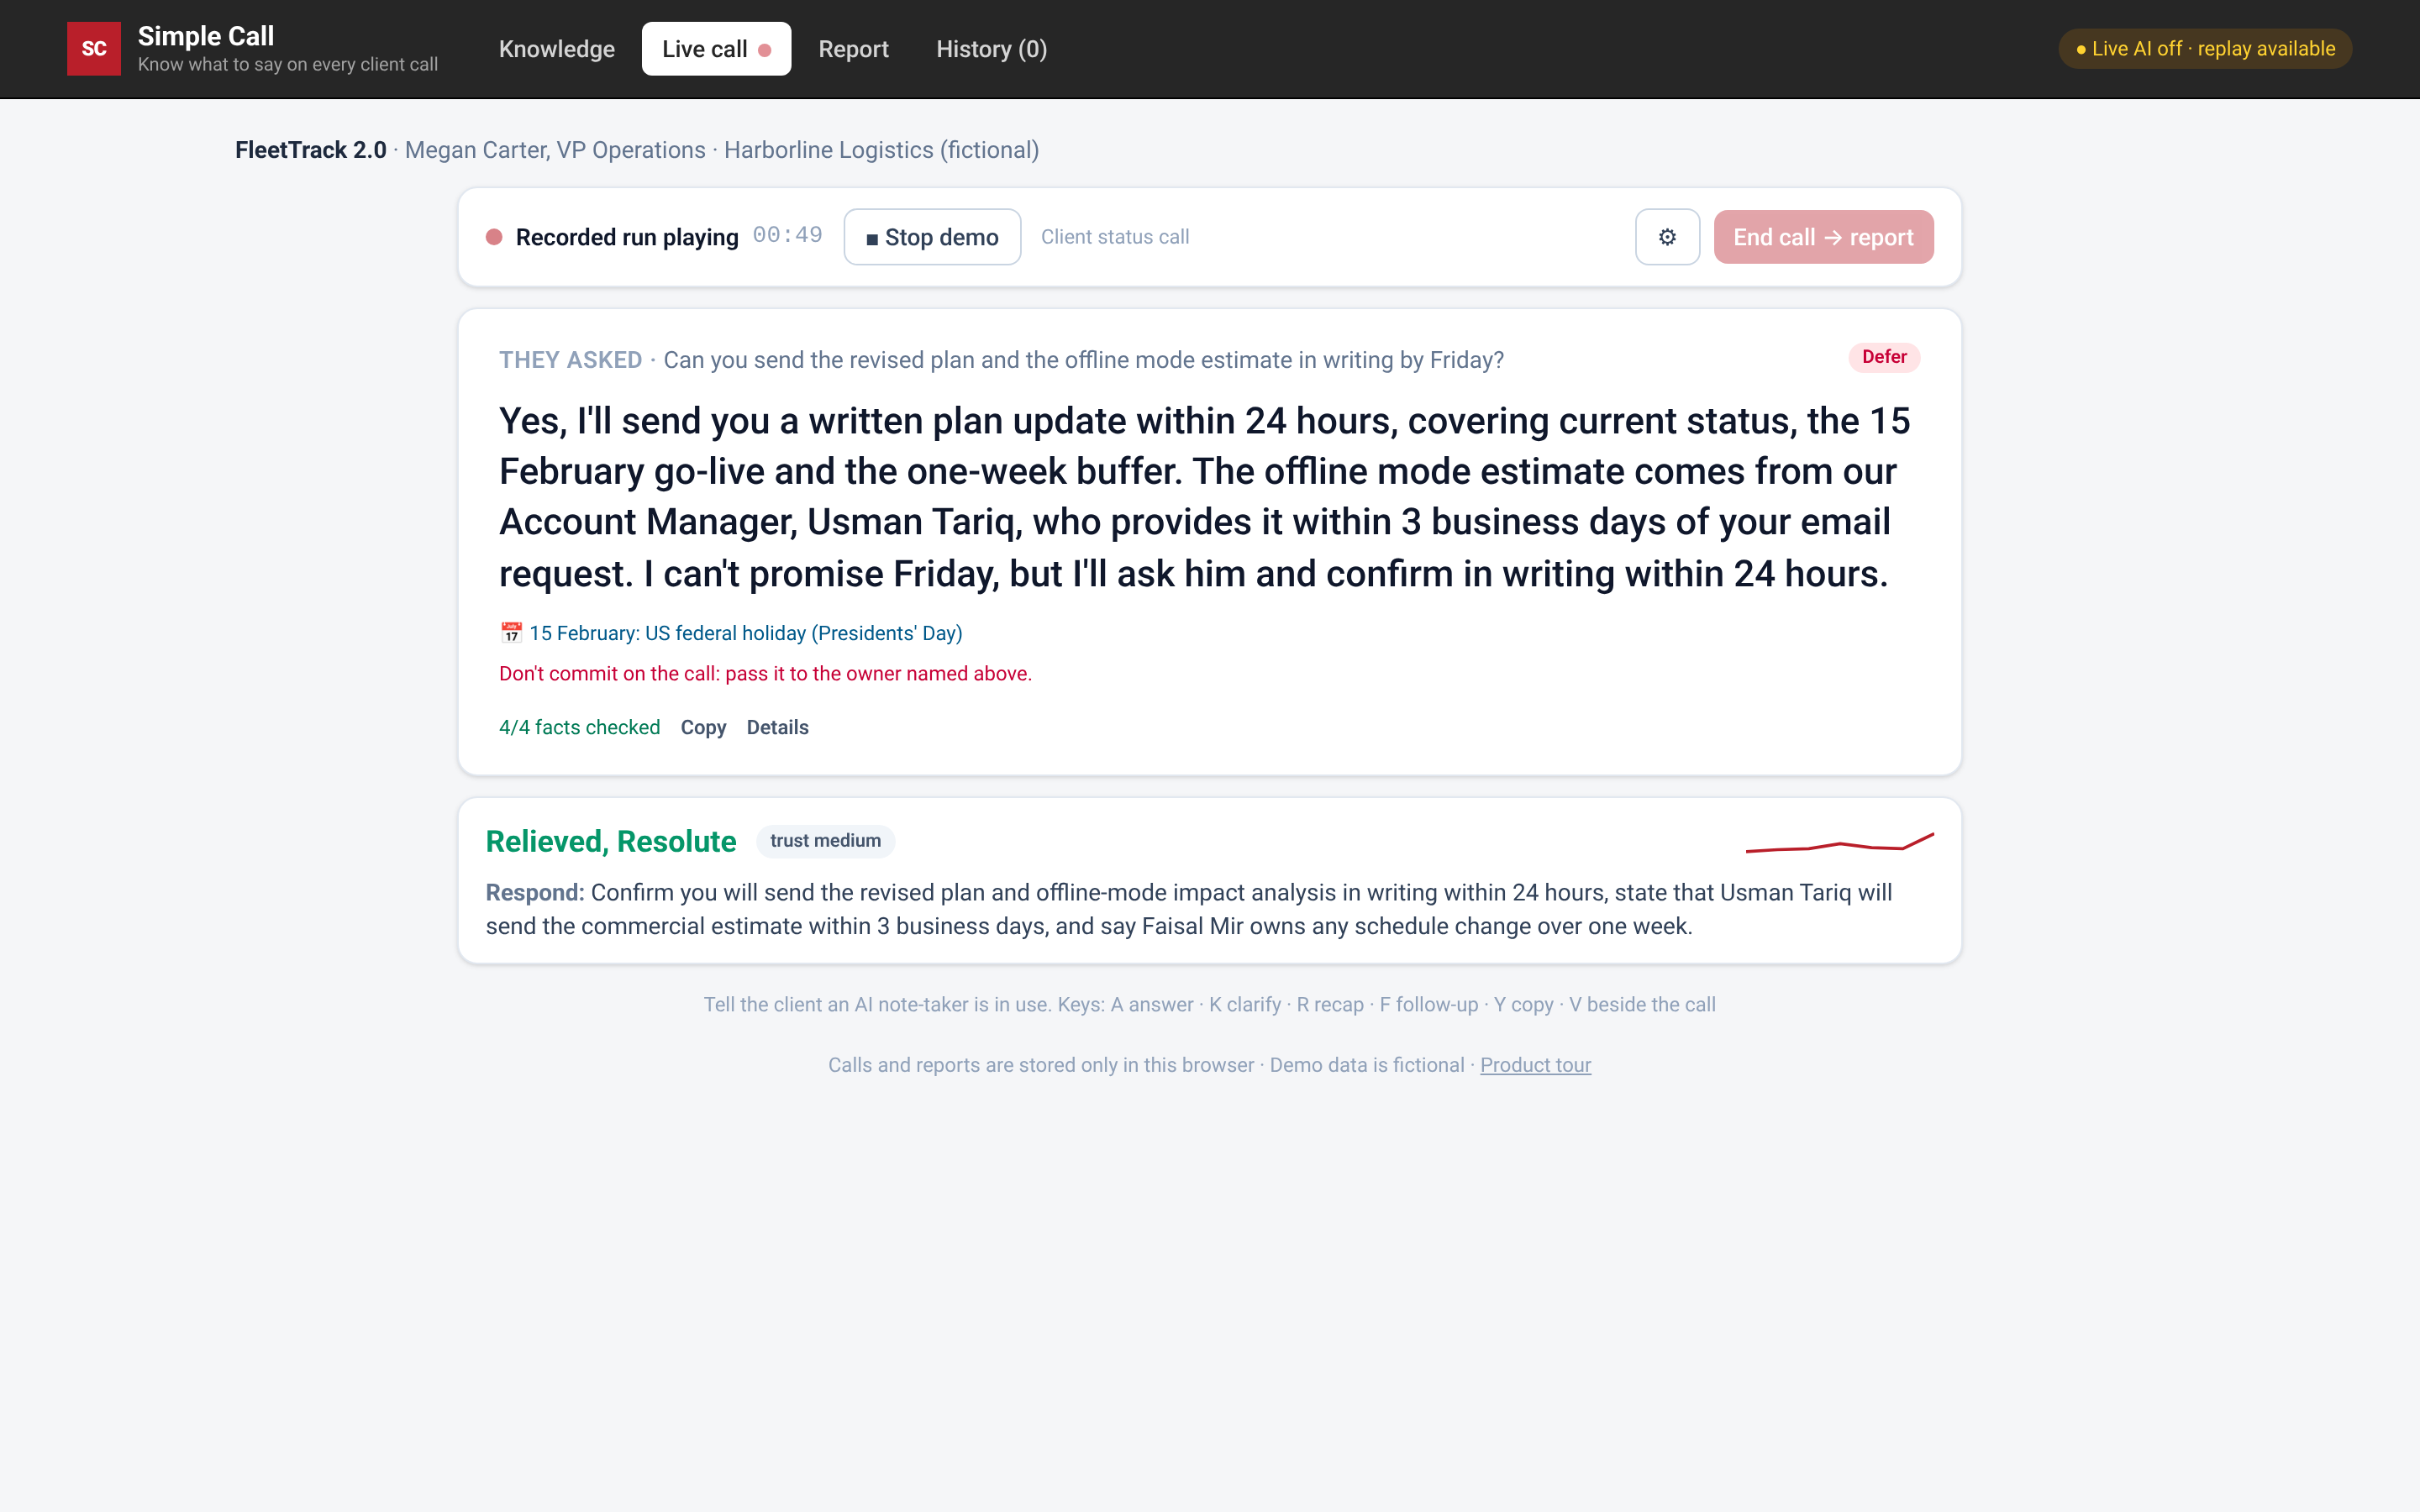 SC
Simple Call
Know what to say on every client call
Knowledge
Live call
Report
History (0)
● Live AI off · replay available
FleetTrack 2.0 · Megan Carter, VP Operations · Harborline Logistics (fictional)
Recorded run playing 00:49
■ Stop demo
Client status call
⚙
End call → report
THEY ASKED · Can you send the revised plan and the offline mode estimate in writing by Friday?
Defer
Yes, I'll send you a written plan update within 24 hours, covering current status, the 15
February go-live and the one-week buffer. The offline mode estimate comes from our
Account Manager, Usman Tariq, who provides it within 3 business days of your email
request. I can't promise Friday, but I'll ask him and confirm in writing within 24 hours.
📅 15 February: US federal holiday (Presidents' Day)
Don't commit on the call: pass it to the owner named above.
4/4 facts checked Copy Details
Relieved, Resolute trust medium
Respond: Confirm you will send the revised plan and offline-mode impact analysis in writing within 24 hours, state that Usman Tariq will
send the commercial estimate within 3 business days, and say Faisal Mir owns any schedule change over one week.
Tell the client an AI note-taker is in use. Keys: A answer · K clarify · R recap · F follow-up · Y copy · V beside the call
Calls and reports are stored only in this browser · Demo data is fictional · Product tour